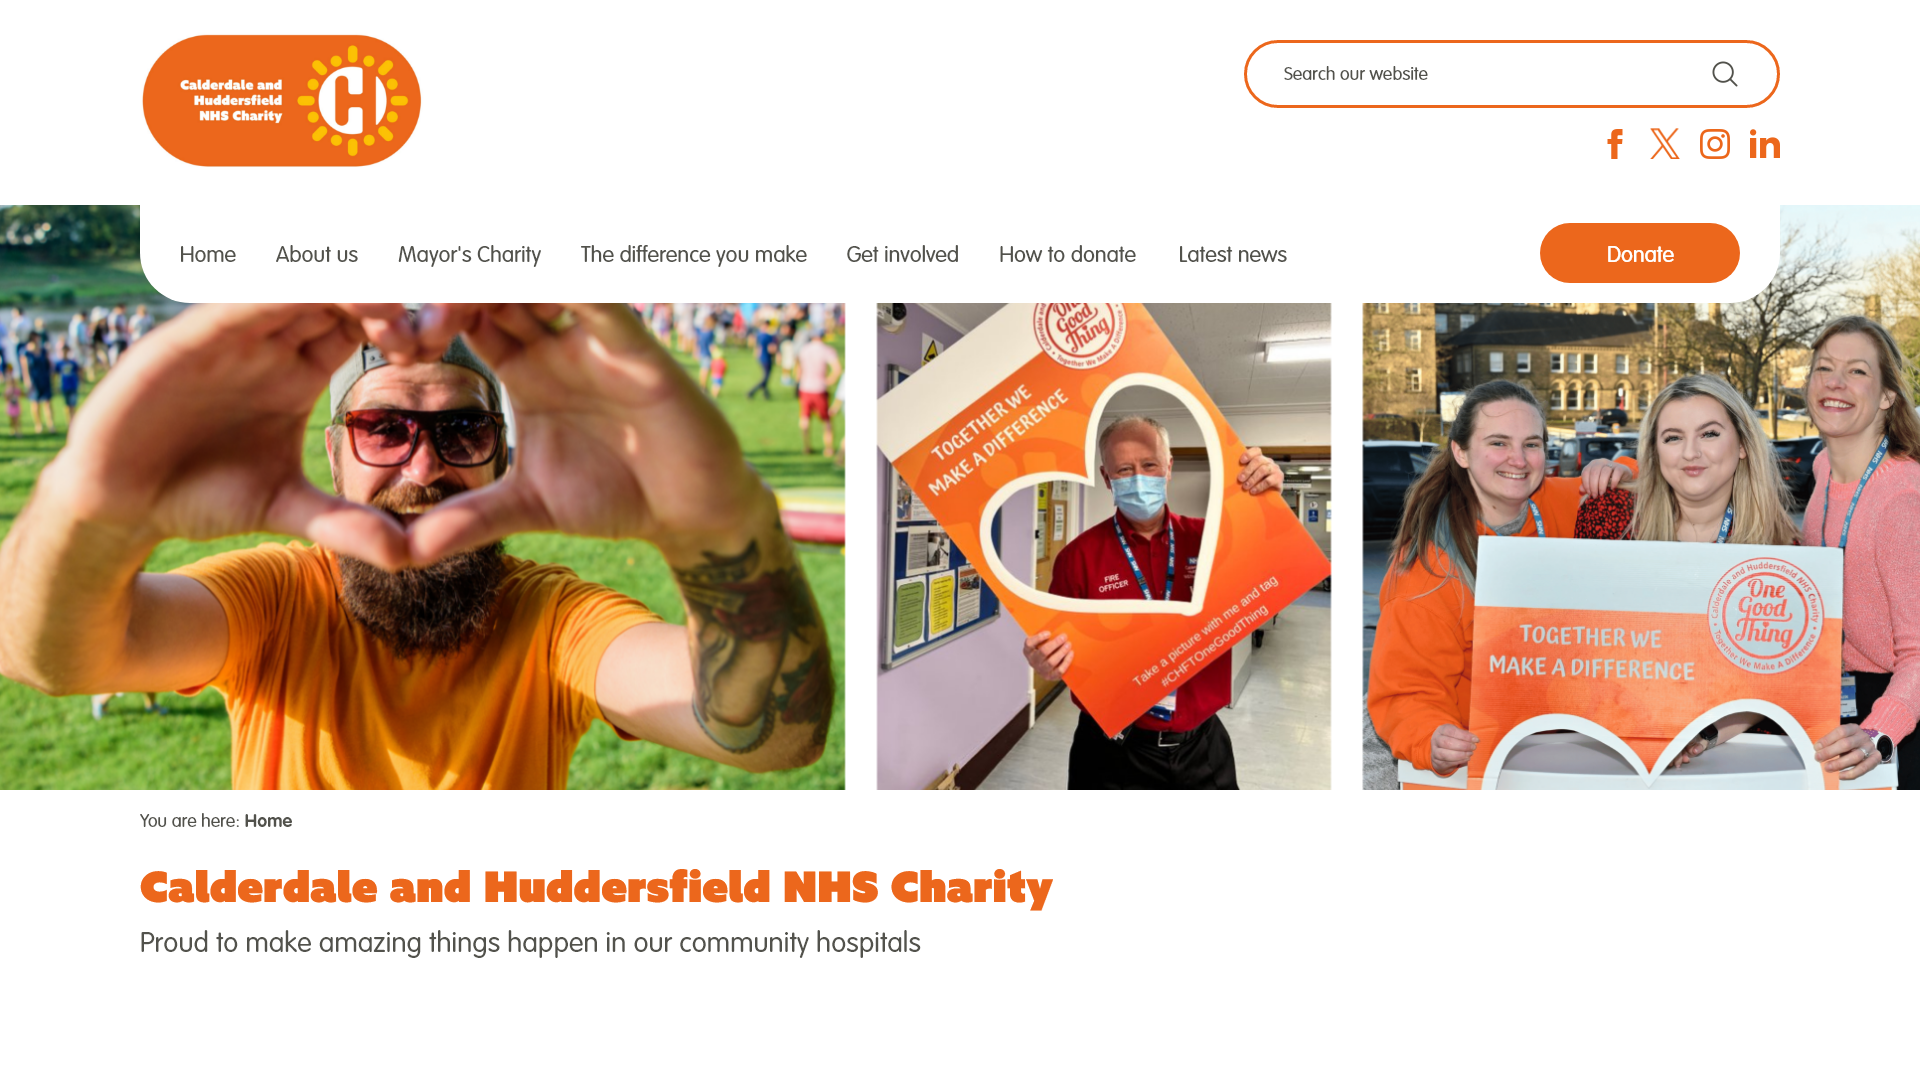 Calderdale and
Huddersfield
NHS Charity
Search our website
Home
About us
Mayor's Charity
The difference you make
Get involved
How to donate
Latest news
Donate
One
Good
Thing
Together We Make A Difference
TOGETHER WE
MAKE A DIFFERENCE
FIRE
OFFICER
Take a picture with me and tag
#CHFTOneGoodThing
Calderdale and Huddersfield NHS Charity
One
Good
Thing
Together We Make A Difference
TOGETHER WE
MAKE A DIFFERENCE
You are here: Home
Calderdale and Huddersfield NHS Charity
Proud to make amazing things happen in our community hospitals